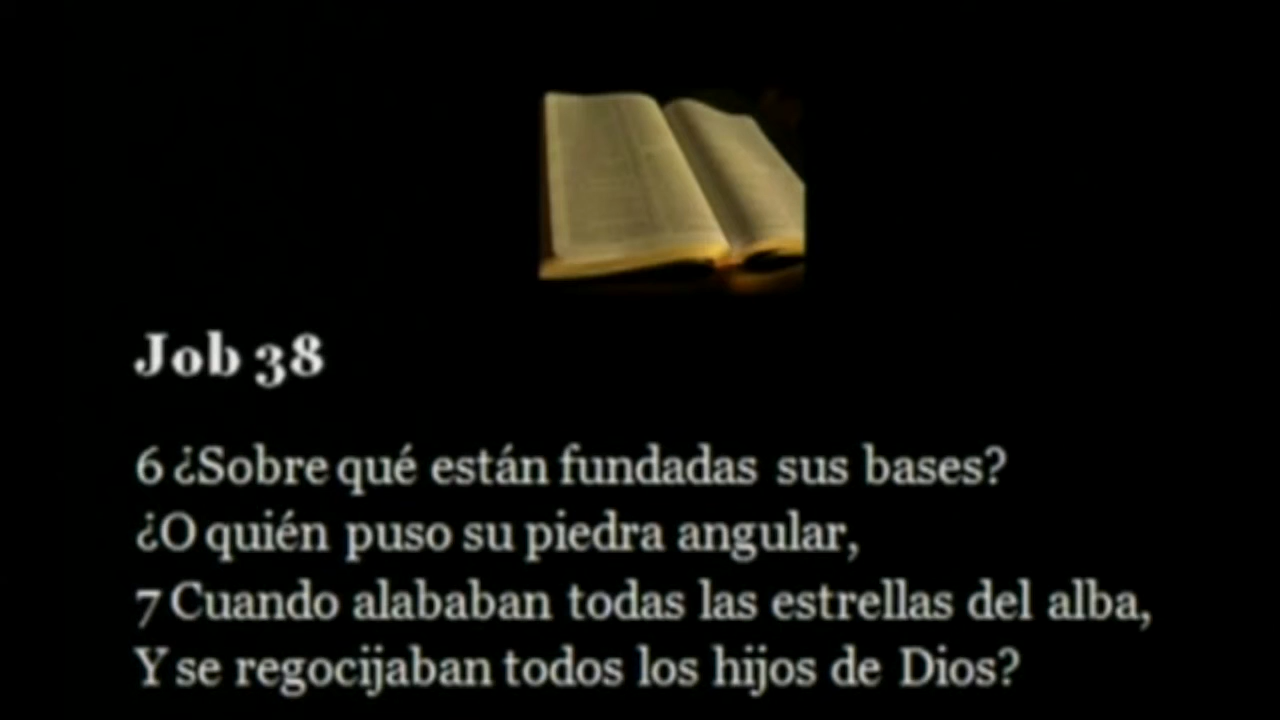 Job 38
6 ¿Sobre qué están fundadas sus bases?
¿O quién puso su piedra angular,
7 Cuando alababan todas las estrellas del alba,
Y se regocijaban todos los hijos de Dios?